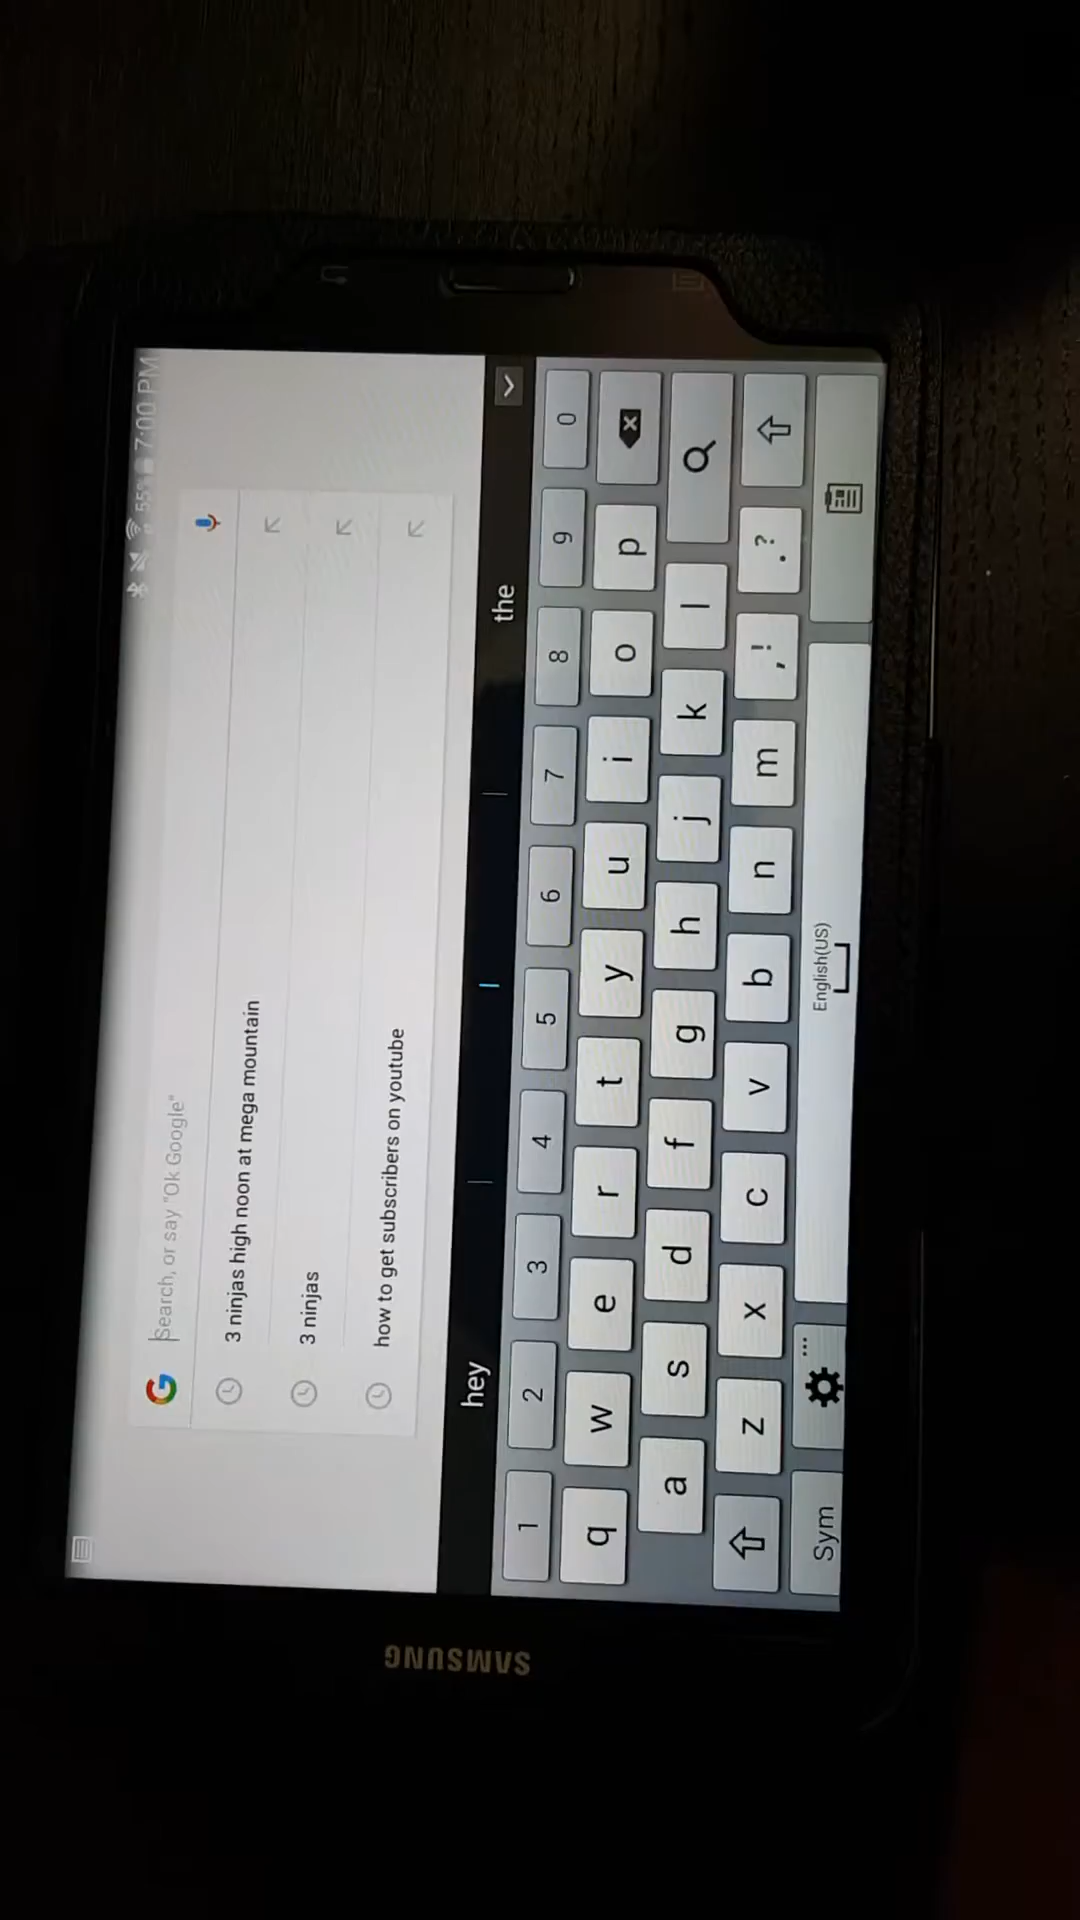 55% 7:00 PM
Search, or say "Ok Google"
3 ninjas high noon at mega mountain
3 ninjas
how to get subscribers on youtube
hey I the
1 2 3 4 5 6 7 8 9 0
q w e r t y u i o p
a s d f g h j k l
z x c v b n m ,! .?
Sym English(US)
SAMSUNG